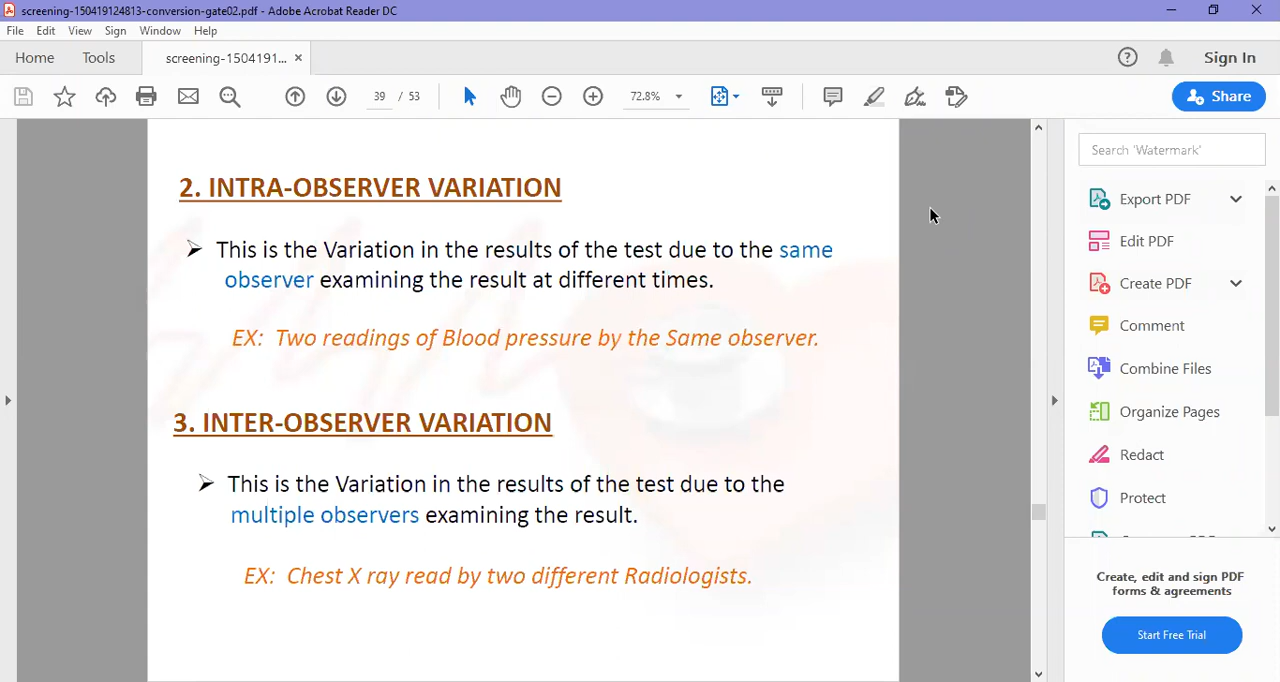 screening-150419124813-conversion-gate02.pdf - Adobe Acrobat Reader DC
File Edit View Sign Window Help
Home Tools screening-1504191... × Sign In
39 / 53 72.8% Share
Search 'Watermark'
Export PDF
Edit PDF
Create PDF
Comment
Combine Files
Organize Pages
Redact
Protect
Create, edit and sign PDF
forms & agreements
Start Free Trial
2. INTRA-OBSERVER VARIATION
➢ This is the Variation in the results of the test due to the same
observer examining the result at different times.
EX: Two readings of Blood pressure by the Same observer.
3. INTER-OBSERVER VARIATION
➢ This is the Variation in the results of the test due to the
multiple observers examining the result.
EX: Chest X ray read by two different Radiologists.